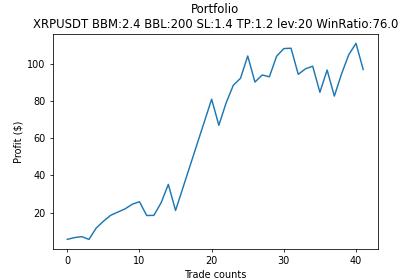 Portfolio
XRPUSDT BBM:2.4 BBL:200 SL:1.4 TP:1.2 lev:20 WinRatio:76.0
Profit ($)
100
80
60
40
20
0 10 20 30 40
Trade counts